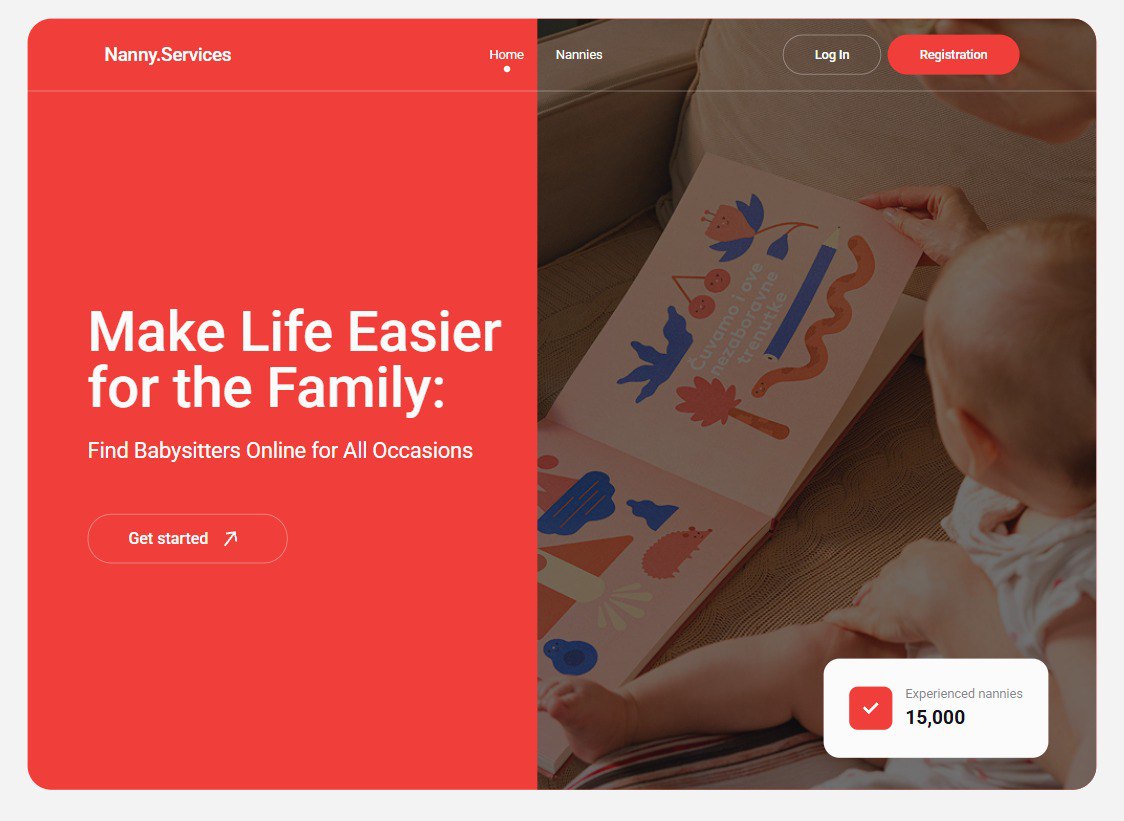 Nanny.Services
Home
Nannies
Log In
Registration
Make Life Easier
for the Family:
Find Babysitters Online for All Occasions
Get started
Čuvamo i ove
nezaboravne
trenutke
Experienced nannies
15,000